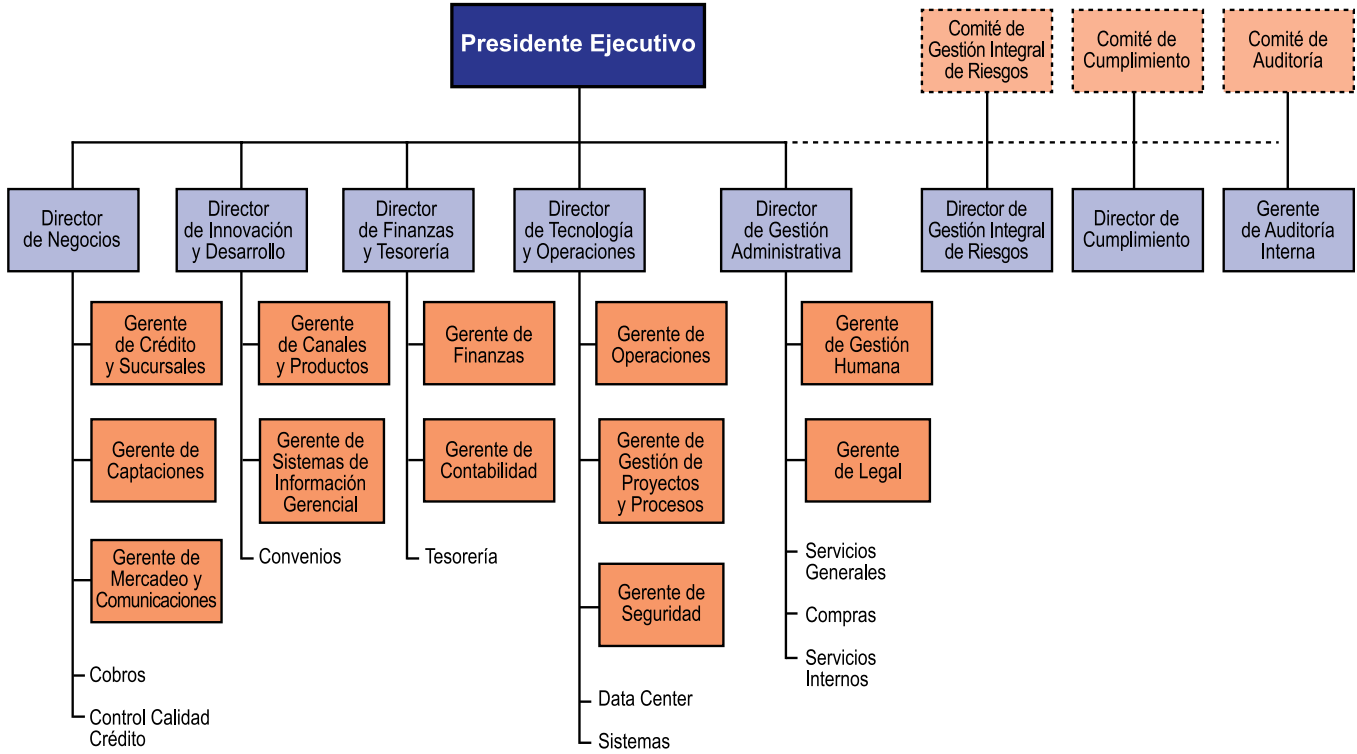 Presidente Ejecutivo
Comité de
Gestión Integral
de Riesgos
Comité de
Cumplimiento
Comité de
Auditoría
Director
de Negocios
Director
de Innovación
y Desarrollo
Director
de Finanzas
y Tesorería
Director
de Tecnología
y Operaciones
Director
de Gestión
Administrativa
Director de
Gestión Integral
de Riesgos
Director de
Cumplimiento
Gerente
de Auditoría
Interna
Gerente
de Crédito
y Sucursales
Gerente de
Captaciones
Gerente de
Mercadeo y
Comunicaciones
Cobros
Control Calidad
Crédito
Gerente
de Canales
y Productos
Gerente de
Sistemas de
Información
Gerencial
Convenios
Gerente de
Finanzas
Gerente de
Contabilidad
Tesorería
Gerente de
Operaciones
Gerente de
Gestión de
Proyectos
y Procesos
Gerente de
Seguridad
Data Center
Sistemas
Gerente
de Gestión
Humana
Gerente
de Legal
Servicios
Generales
Compras
Servicios
Internos